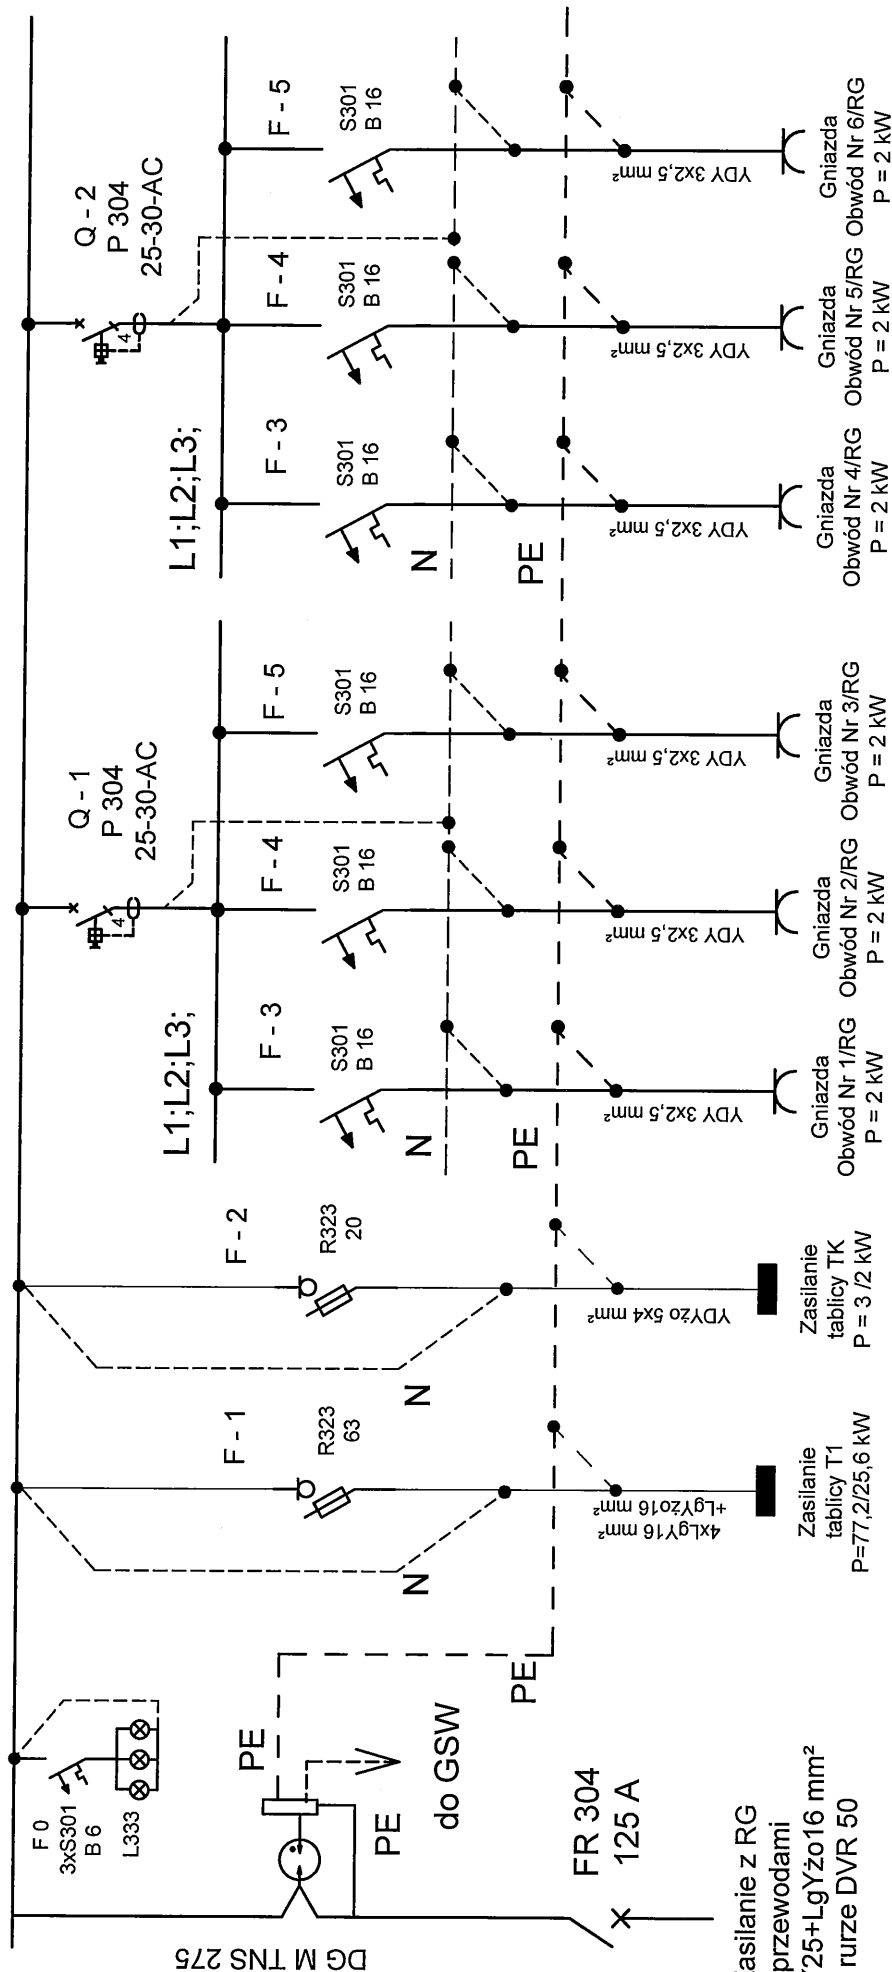 F 0
3xS301
B 6
L333
DG M TNS 275
PE
PE
do GSW
PE
FR 304
125 A
asilanie z RG
przewodami
25+LgYżo16 mm²
rurze DVR 50
F - 1
R323
63
N
4xLgY16 mm²
+LgYżo16 mm²
Zasilanie
tablicy T1
P=77,2/25,6 kW
F - 2
R323
20
N
YDYżo 5x4 mm²
Zasilanie
tablicy TK
P = 3 /2 kW
Q - 1
P 304
25-30-AC
4
L1;L2;L3;
N
PE
F - 3
S301
B 16
YDY 3x2,5 mm²
Gniazda
Obwód Nr 1/RG
P = 2 kW
F - 4
S301
B 16
YDY 3x2,5 mm²
Gniazda
Obwód Nr 2/RG
P = 2 kW
F - 5
S301
B 16
YDY 3x2,5 mm²
Gniazda
Obwód Nr 3/RG
P = 2 kW
Q - 2
P 304
25-30-AC
4
L1;L2;L3;
N
PE
F - 3
S301
B 16
YDY 3x2,5 mm²
Gniazda
Obwód Nr 4/RG
P = 2 kW
F - 4
S301
B 16
YDY 3x2,5 mm²
Gniazda
Obwód Nr 5/RG
P = 2 kW
F - 5
S301
B 16
YDY 3x2,5 mm²
Gniazda
Obwód Nr 6/RG
P = 2 kW